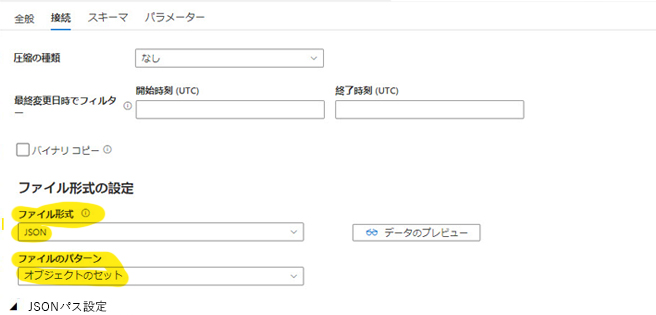 全般 接続 スキーマ パラメーター
圧縮の種類 なし
開始時刻 (UTC) 終了時刻 (UTC)
最終変更日時でフィルター
バイナリ コピー
ファイル形式の設定
ファイル形式
JSON データのプレビュー
ファイルのパターン
オブジェクトのセット
JSONパス設定